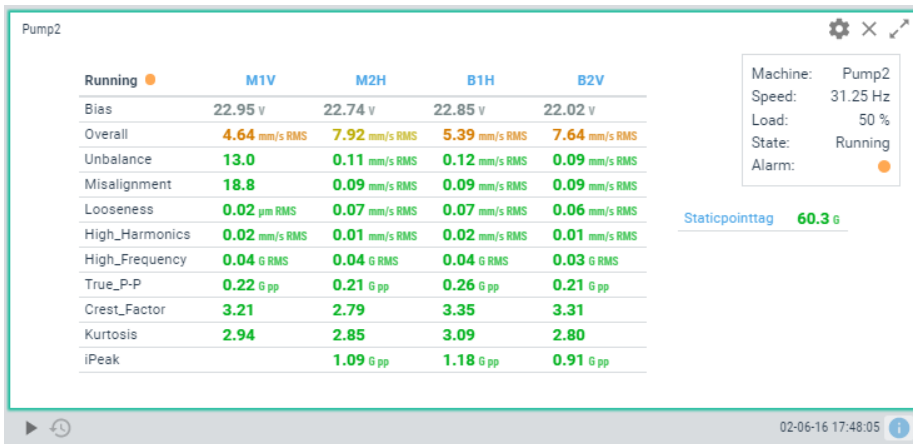 Pump2
Running M1V M2H B1H B2V
Bias 22.95 V 22.74 V 22.85 V 22.02 V
Overall 4.64 mm/s RMS 7.92 mm/s RMS 5.39 mm/s RMS 7.64 mm/s RMS
Unbalance 13.0 0.11 mm/s RMS 0.12 mm/s RMS 0.09 mm/s RMS
Misalignment 18.8 0.09 mm/s RMS 0.09 mm/s RMS 0.09 mm/s RMS
Looseness 0.02 µm RMS 0.07 mm/s RMS 0.07 mm/s RMS 0.06 mm/s RMS
High_Harmonics 0.02 mm/s RMS 0.01 mm/s RMS 0.02 mm/s RMS 0.01 mm/s RMS
High_Frequency 0.04 G RMS 0.04 G RMS 0.04 G RMS 0.03 G RMS
True_P-P 0.22 G pp 0.21 G pp 0.26 G pp 0.21 G pp
Crest_Factor 3.21 2.79 3.35 3.31
Kurtosis 2.94 2.85 3.09 2.80
iPeak 1.09 G pp 1.18 G pp 0.91 G pp
Machine: Pump2
Speed: 31.25 Hz
Load: 50 %
State: Running
Alarm:
Staticpointtag 60.3 G
02-06-16 17:48:05